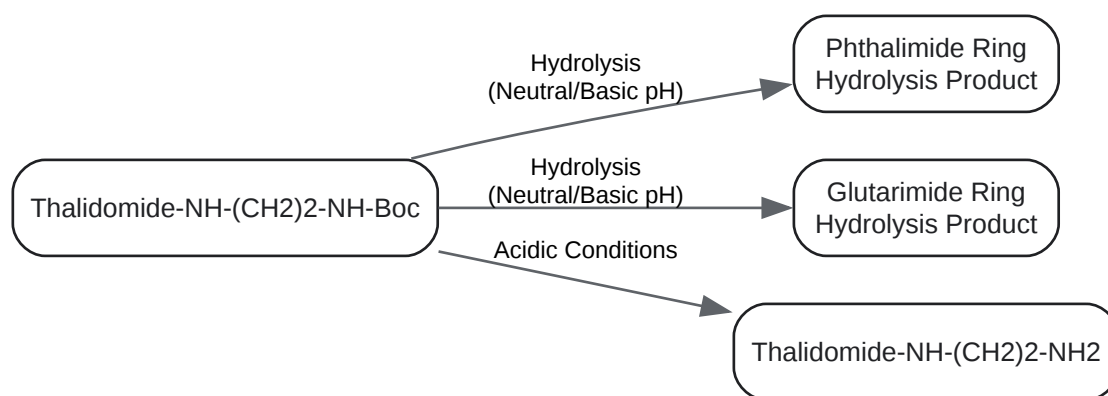 Phthalimide Ring
Hydrolysis Product
Hydrolysis
(Neutral/Basic pH)
Thalidomide-NH-(CH2)2-NH-Boc
Hydrolysis
(Neutral/Basic pH)
Glutarimide Ring
Hydrolysis Product
Acidic Conditions
Thalidomide-NH-(CH2)2-NH2